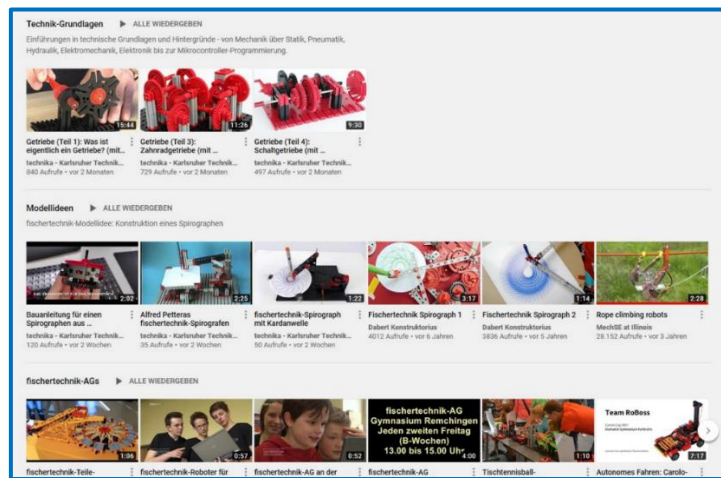 Technik-Grundlagen ▶ ALLE WIEDERGEBEN
Einführungen in technische Grundlagen und Hintergründe - von Mechanik über Statik, Pneumatik,
Hydraulik, Elektromechanik, Elektronik bis zur Mikrocontroller-Programmierung.
15:44
11:26
9:30
Getriebe (Teil 1): Was ist
eigentlich ein Getriebe? (mit...
technika - Karlsruher Technik...
840 Aufrufe • vor 2 Monaten
Getriebe (Teil 3):
Zahnradgetriebe (mit ...
technika - Karlsruher Technik...
729 Aufrufe • vor 2 Monaten
Getriebe (Teil 4):
Schaltgetriebe (mit ...
technika - Karlsruher Technik...
497 Aufrufe • vor 2 Monaten
Modellideen ▶ ALLE WIEDERGEBEN
fischertechnik-Modellidee: Konstruktion eines Spirographen
2:02
2:25
1:22
3:17
1:14
2:28
Bauanleitung für einen
Spirographen aus ...
technika - Karlsruher Technik...
120 Aufrufe • vor 2 Wochen
Alfred Petteras
fischertechnik-Spirografen
technika - Karlsruher Technik...
35 Aufrufe • vor 2 Wochen
fischertechnik-Spirograph
mit Kardanwelle
technika - Karlsruher Technik...
50 Aufrufe • vor 2 Wochen
Fischertechnik Spirograph 1
Dabert Konstruktorius
4012 Aufrufe • vor 6 Jahren
Fischertechnik Spirograph 2
Dabert Konstruktorius
3836 Aufrufe • vor 5 Jahren
Rope climbing robots
MechSE at Illinois
28.152 Aufrufe • vor 3 Jahren
fischertechnik-AGs ▶ ALLE WIEDERGEBEN
1:06
0:57
0:52
fischertechnik-AG
Gymnasium Remchingen
Jeden zweiten Freitag
(B-Wochen)
13.00 bis 15.00 Uhr
4:00
1:10
Team RoBoss
7:17
fischertechnik-Teile-
fischertechnik-Roboter für
fischertechnik-AG an der
fischertechnik-AG
Tischtennisball-
Autonomes Fahren: Carolo-